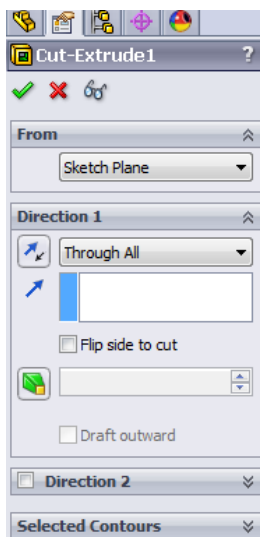 Cut-Extrude1 ?
From
Sketch Plane
Direction 1
Through All
Flip side to cut
Draft outward
Direction 2
Selected Contours